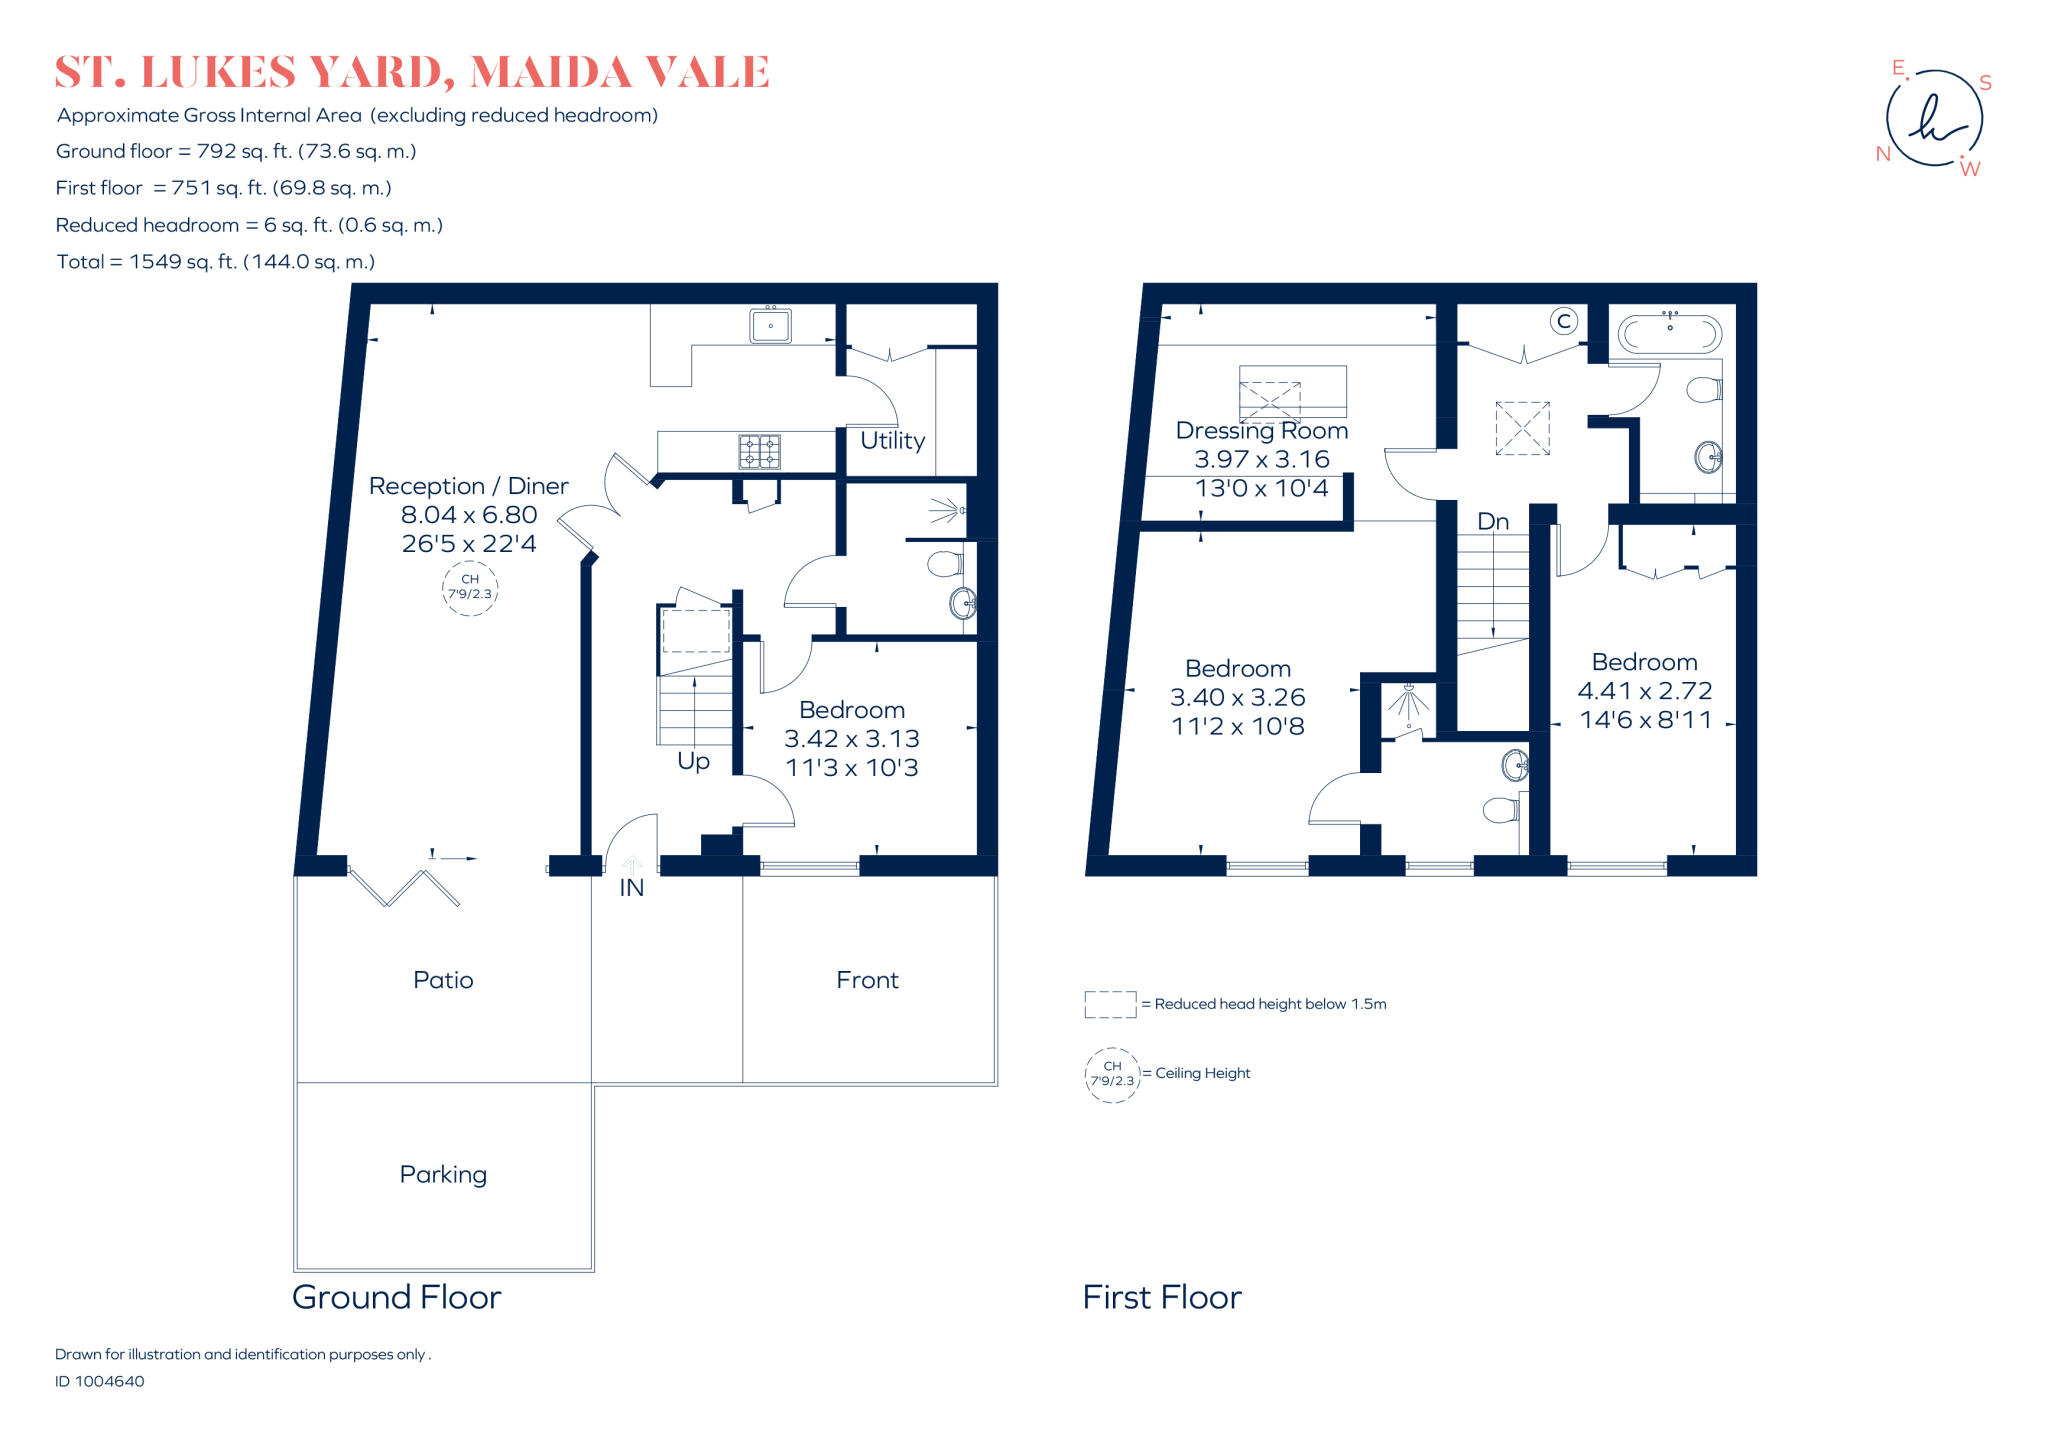 ST. LUKES YARD, MAIDA VALE
Approximate Gross Internal Area (excluding reduced headroom)
Ground floor = 792 sq. ft. (73.6 sq. m.)
First floor = 751 sq. ft. (69.8 sq. m.)
Reduced headroom = 6 sq. ft. (0.6 sq. m.)
Total = 1549 sq. ft. (144.0 sq. m.)
E
S
N
W
Reception / Diner
8.04 x 6.80
26'5 x 22'4
CH
7'9/2.3
Utility
Bedroom
3.42 x 3.13
11'3 x 10'3
Up
IN
Patio
Front
Parking
Ground Floor
Dressing Room
3.97 x 3.16
13'0 x 10'4
C
Dn
Bedroom
3.40 x 3.26
11'2 x 10'8
Bedroom
4.41 x 2.72
14'6 x 8'11
= Reduced head height below 1.5m
CH
7'9/2.3
= Ceiling Height
First Floor
Drawn for illustration and identification purposes only .
ID 1004640